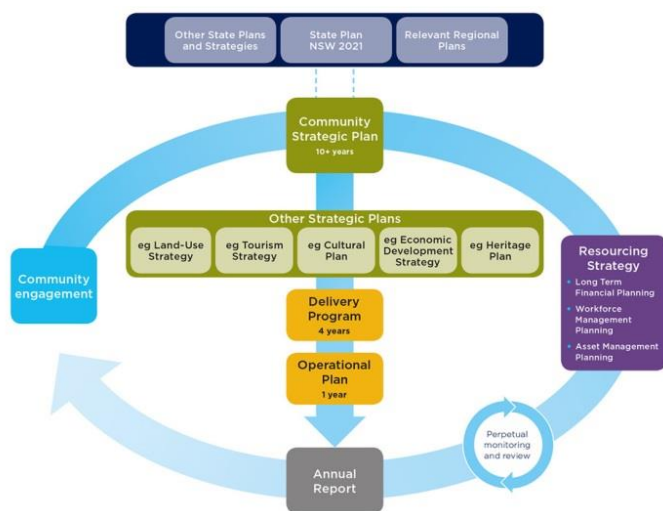 Other State Plans
and Strategies
State Plan
NSW 2021
Relevant Regional
Plans
Community
Strategic Plan
10+ years
Other Strategic Plans
eg Land-Use
Strategy
eg Tourism
Strategy
eg Cultural
Plan
eg Economic
Development
Strategy
eg Heritage
Plan
Community
engagement
Resourcing
Strategy
• Long Term
Financial Planning
• Workforce
Management
Planning
• Asset Management
Planning
Delivery
Program
4 years
Operational
Plan
1 year
Perpetual
monitoring
and review
Annual
Report